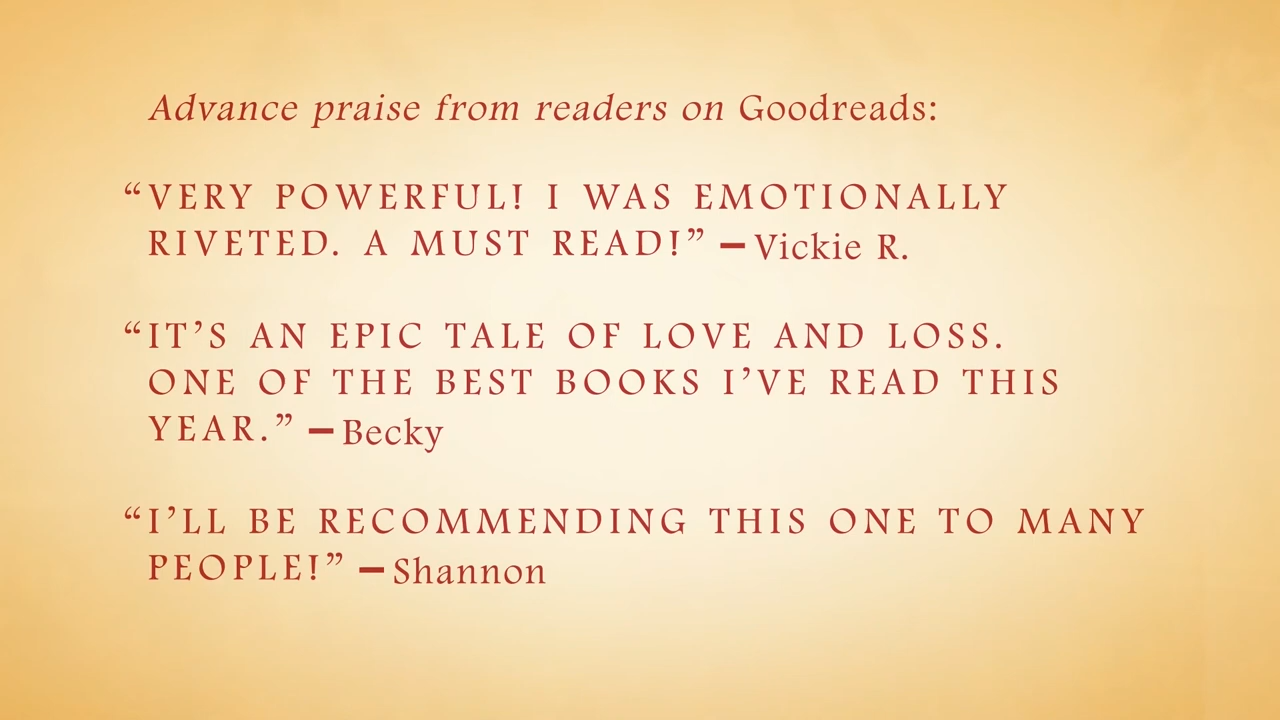 Advance praise from readers on Goodreads:
“VERY POWERFUL! I WAS EMOTIONALLY
RIVETED. A MUST READ!” —Vickie R.
“IT’S AN EPIC TALE OF LOVE AND LOSS.
ONE OF THE BEST BOOKS I’VE READ THIS
YEAR.” —Becky
“I’LL BE RECOMMENDING THIS ONE TO MANY
PEOPLE!” —Shannon